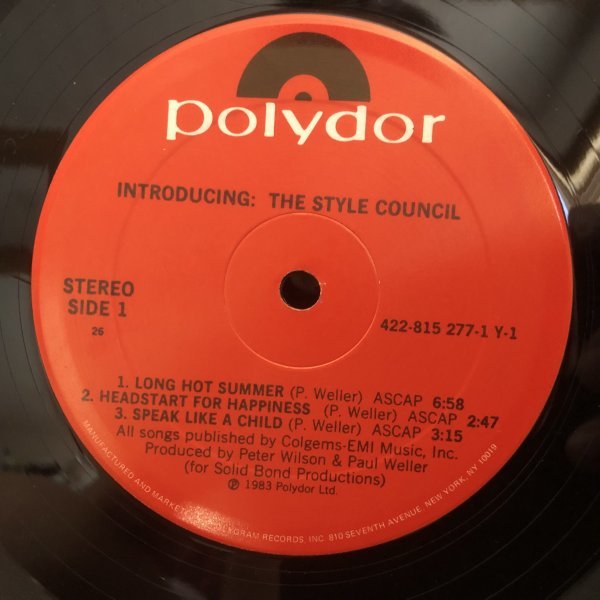 polydor
INTRODUCING: THE STYLE COUNCIL
STEREO
SIDE 1
26
422-815 277-1 Y-1
1. LONG HOT SUMMER (P. Weller) ASCAP 6:58
2. HEADSTART FOR HAPPINESS (P. Weller) ASCAP 2:47
3. SPEAK LIKE A CHILD (P. Weller) ASCAP 3:15
All songs published by Colgems-EMI Music, Inc.
Produced by Peter Wilson & Paul Weller
(for Solid Bond Productions)
℗ 1983 Polydor Ltd.
MANUFACTURED AND MARKETED BY POLYGRAM RECORDS, INC. 810 SEVENTH AVENUE, NEW YORK, NY 10019